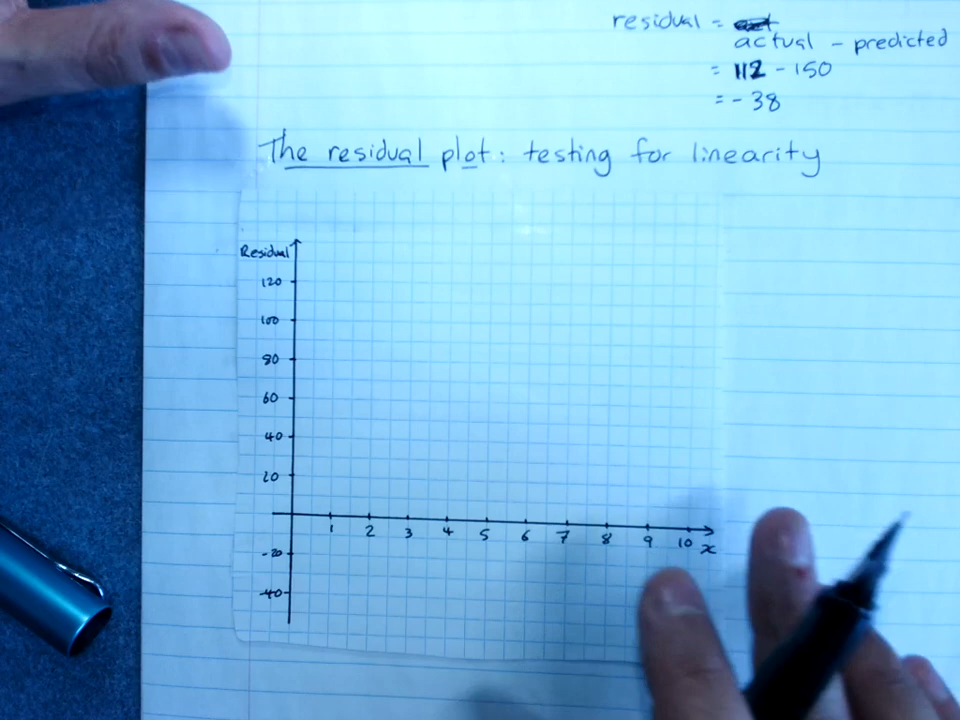 residual =
actual - predicted
= 112 - 150
= - 38
The residual plot: testing for linearity
Residual
120
100
80
60
40
20
-20
-40
1 2 3 4 5 6 7 8 9 10
x